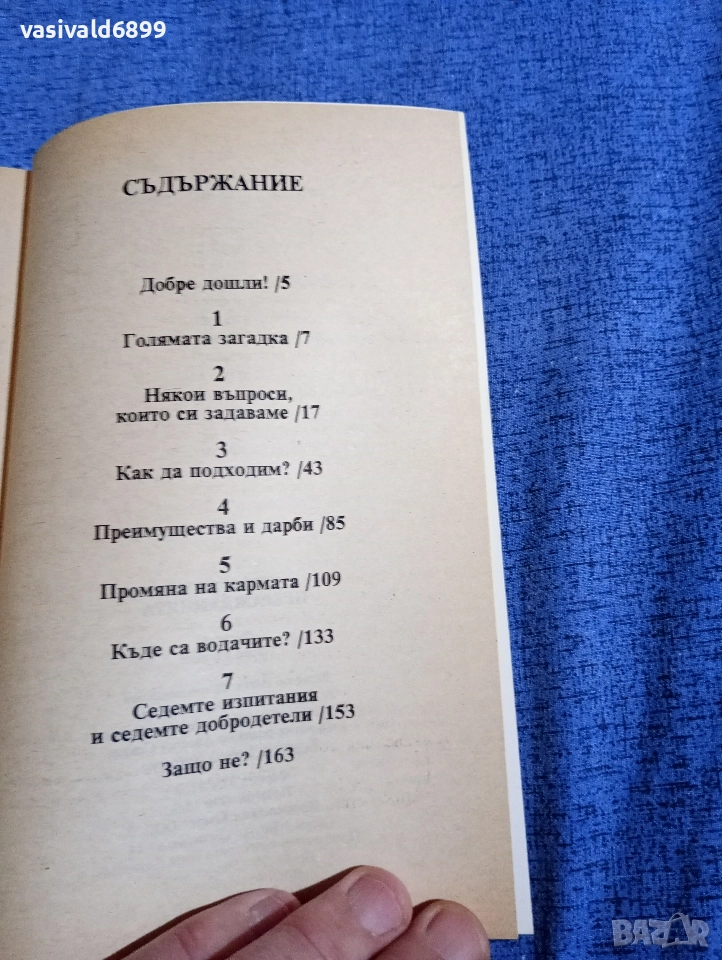 vasivald6899
СЪДЪРЖАНИЕ
Добре дошли! /5
1
Голямата загадка /7
2
Някои въпроси,
които си задаваме /17
3
Как да подходим? /43
4
Преимущества и дарби /85
5
Промяна на кармата /109
6
Къде са водачите? /133
7
Седемте изпитания
и седемте добродетели /153
Защо не? /163
BAZAR